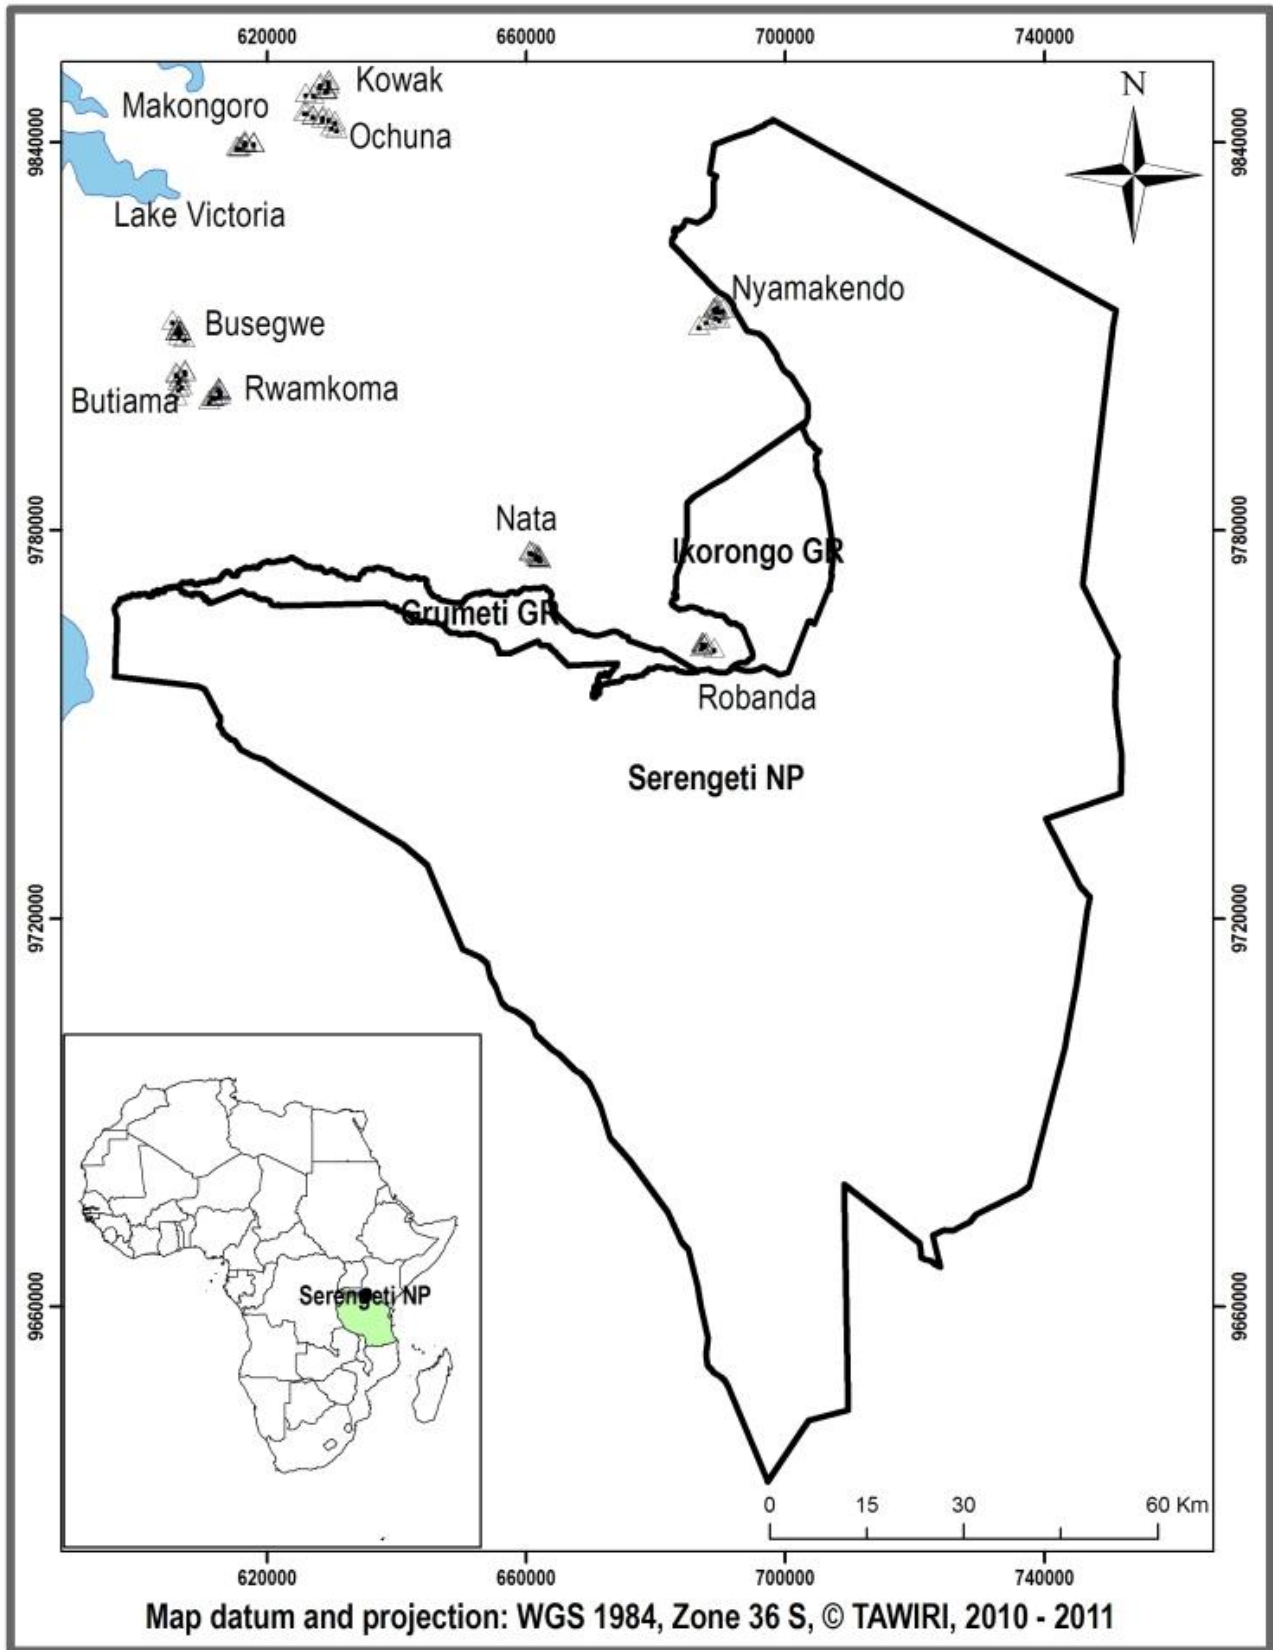 620000 660000 700000 740000
Kowak
Makongoro
Ochuna
N
9840000 9840000
Lake Victoria
Nyamakendo
Busegwe
Rwamkoma
Butiama
Nata
9780000 9780000
Ikorongo GR
Grumeti GR
Robanda
Serengeti NP
9720000 9720000
Serengeti NP
9660000 9660000
0 15 30 60 Km
620000 660000 700000 740000
Map datum and projection: WGS 1984, Zone 36 S, © TAWIRI, 2010 - 2011